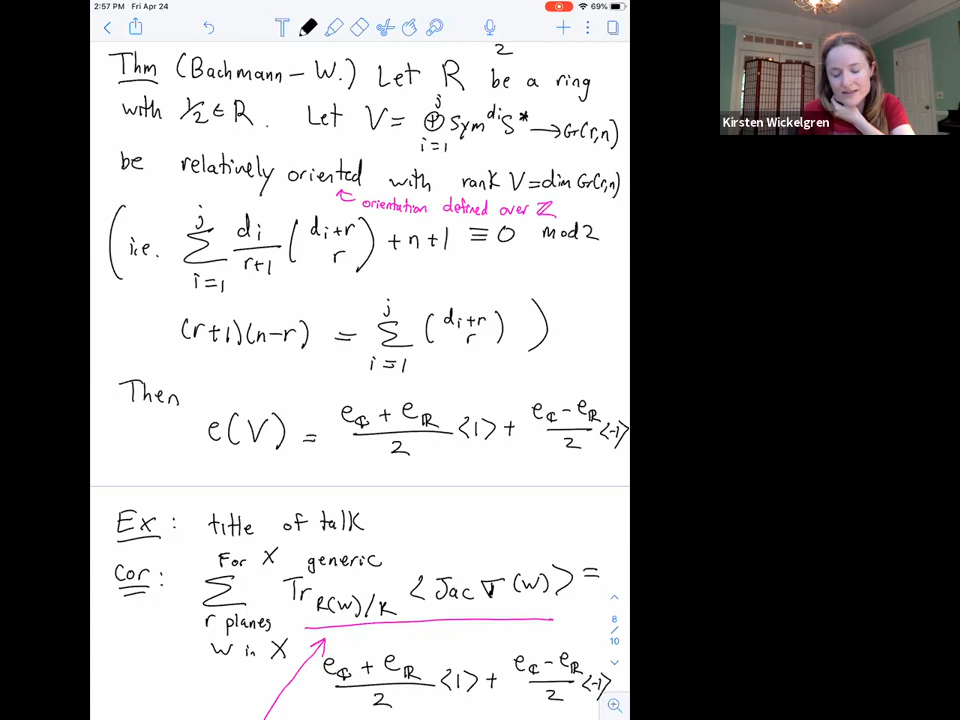 2:57 PM Fri Apr 24
69%
Thm (Bachmann – W.) Let R be a ring
2
with 1/2 ∈ R. Let V = ⊕_{i=1}^{j} Sym^{d_i} S* → Gr(r,n)
be relatively oriented with rank V = dim Gr(r,n)
orientation defined over ℤ
(i.e. Σ_{i=1}^{j} d_i/(r+1) (d_i+r r) + n+1 ≡ 0 mod 2
(r+1)(n-r) = Σ_{i=1}^{j} (d_i+r r) )
Then
e(V) = (e_ℂ + e_ℝ)/2 <1> + (e_ℂ - e_ℝ)/2 <-1>
Ex: title of talk
Cor: For X generic
Σ_{r planes W in X} Tr_{k(W)/k} <Jac σ(W)> =
(e_ℂ + e_ℝ)/2 <1> + (e_ℂ - e_ℝ)/2 <-1>
8
/
10
Kirsten Wickelgren